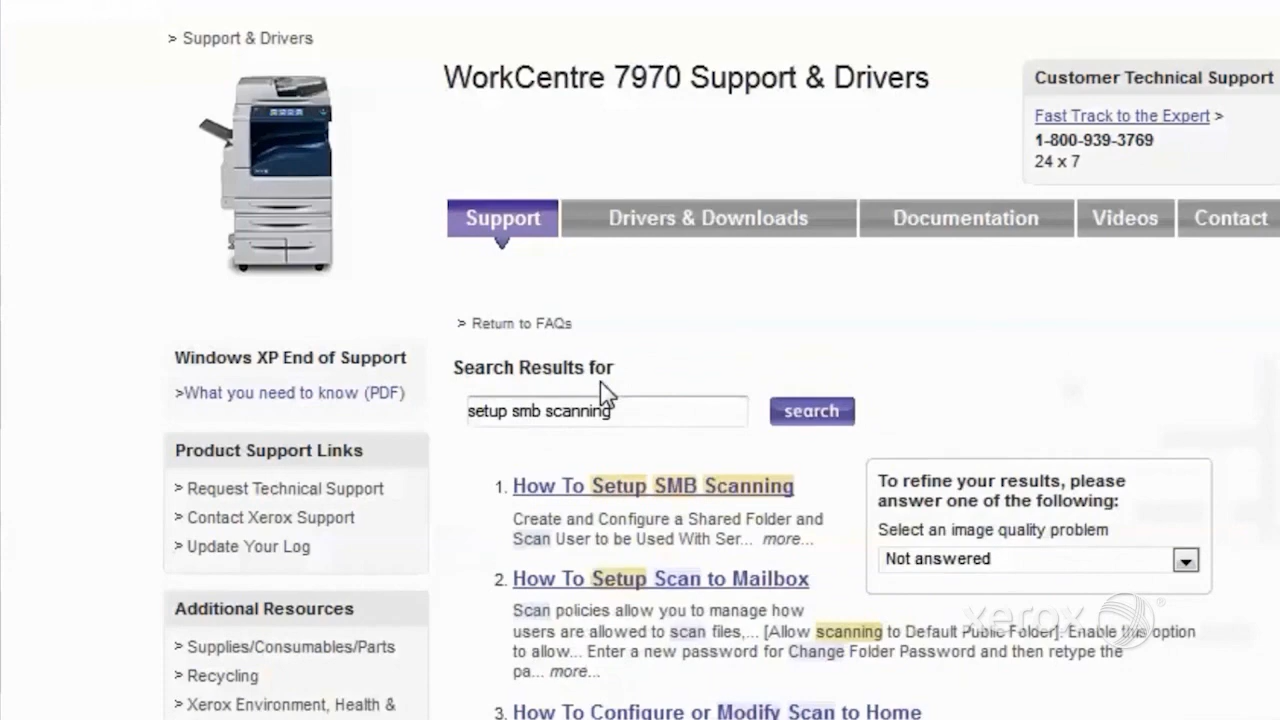 > Support & Drivers
WorkCentre 7970 Support & Drivers
Customer Technical Support
Fast Track to the Expert >
1-800-939-3769
24 x 7
Support
Drivers & Downloads
Documentation
Videos
Contact
> Return to FAQs
Windows XP End of Support
>What you need to know (PDF)
Product Support Links
> Request Technical Support
> Contact Xerox Support
> Update Your Log
Additional Resources
> Supplies/Consumables/Parts
> Recycling
> Xerox Environment, Health &
Search Results for
setup smb scanning
search
1. How To Setup SMB Scanning
Create and Configure a Shared Folder and
Scan User to be Used With Ser... more...
2. How To Setup Scan to Mailbox
Scan policies allow you to manage how
users are allowed to scan files,... [Allow scanning to Default Public Folder]. Enable this option
to allow... Enter a new password for Change Folder Password and then retype the
pa... more...
3. How To Configure or Modify Scan to Home
To refine your results, please
answer one of the following:
Select an image quality problem
Not answered
xerox